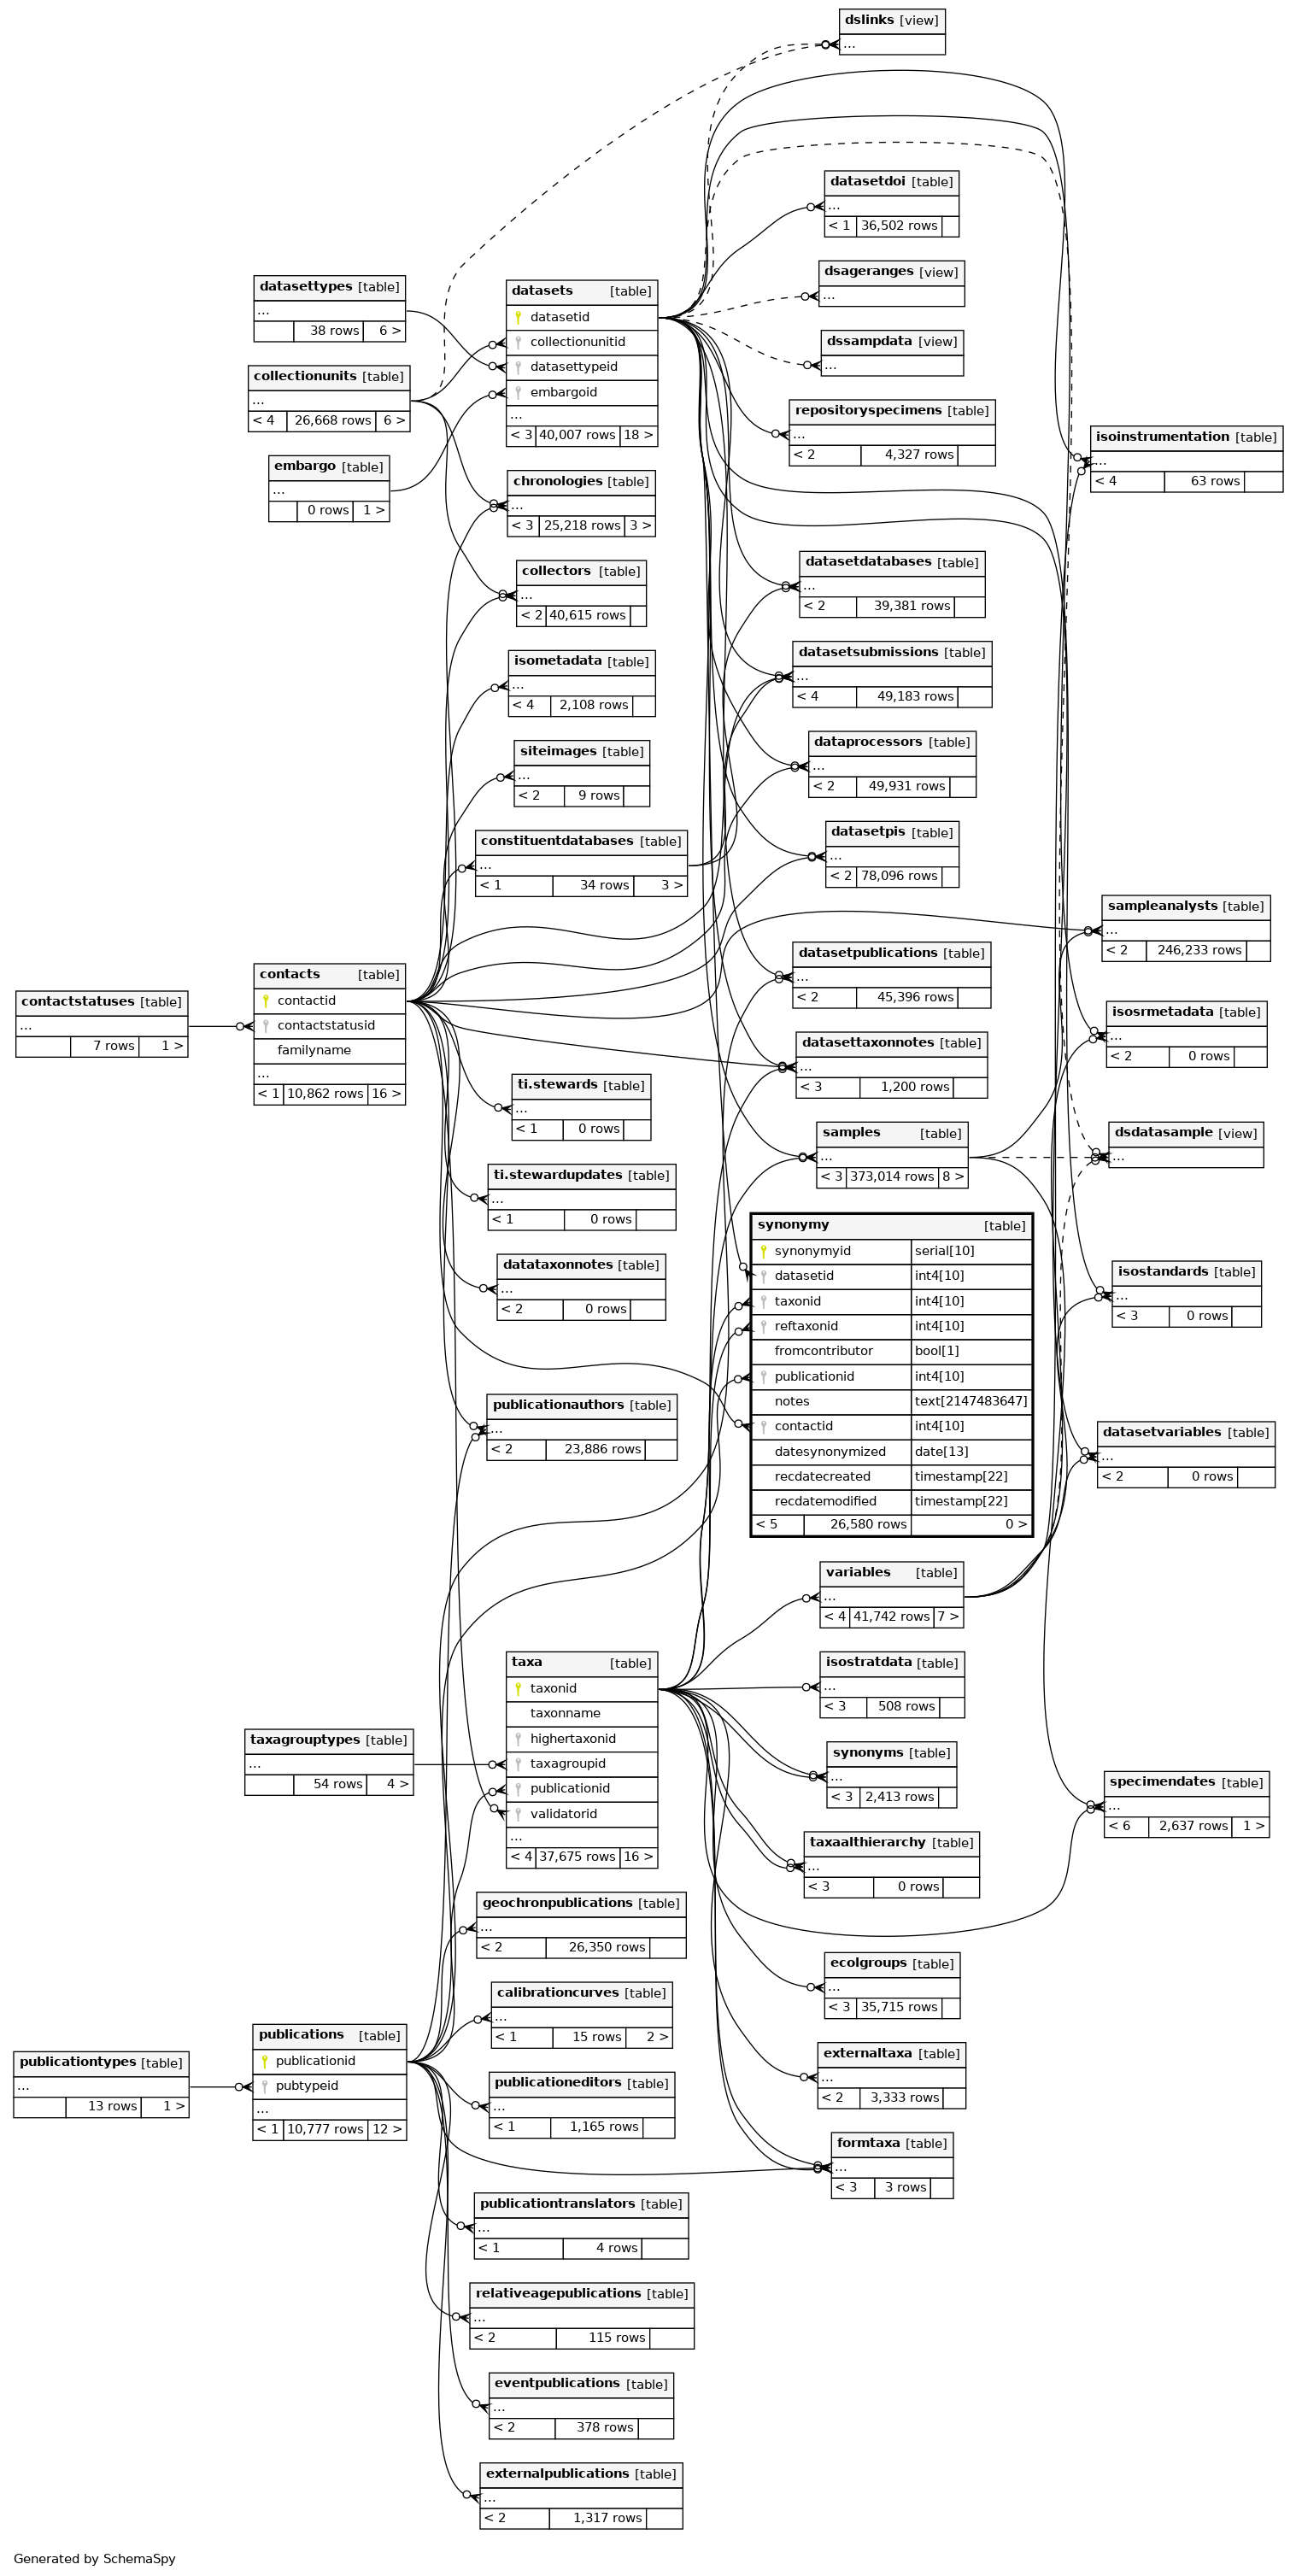 dslinks [view]
...
datasetdoi [table]
...
< 1 36,502 rows
dsageranges [view]
...
dssampdata [view]
...
repositoryspecimens [table]
...
< 2 4,327 rows
isoinstrumentation [table]
...
< 4 63 rows
datasettypes [table]
...
38 rows 6 >
collectionunits [table]
...
< 4 26,668 rows 6 >
embargo [table]
...
0 rows 1 >
datasets [table]
datasetid
collectionunitid
datasettypeid
embargoid
...
< 3 40,007 rows 18 >
chronologies [table]
...
< 3 25,218 rows 3 >
collectors [table]
...
< 2 40,615 rows
isometadata [table]
...
< 4 2,108 rows
siteimages [table]
...
< 2 9 rows
constituentdatabases [table]
...
< 1 34 rows 3 >
datasetdatabases [table]
...
< 2 39,381 rows
datasetsubmissions [table]
...
< 4 49,183 rows
dataprocessors [table]
...
< 2 49,931 rows
datasetpis [table]
...
< 2 78,096 rows
datasetpublications [table]
...
< 2 45,396 rows
datasettaxonnotes [table]
...
< 3 1,200 rows
samples [table]
...
< 3 373,014 rows 8 >
sampleanalysts [table]
...
< 2 246,233 rows
isosrmetadata [table]
...
< 2 0 rows
dsdatasample [view]
...
isostandards [table]
...
< 3 0 rows
datasetvariables [table]
...
< 2 0 rows
contactstatuses [table]
...
7 rows 1 >
contacts [table]
contactid
contactstatusid
familyname
...
< 1 10,862 rows 16 >
ti.stewards [table]
...
< 1 0 rows
ti.stewardupdates [table]
...
< 1 0 rows
datataxonnotes [table]
...
< 2 0 rows
publicationauthors [table]
...
< 2 23,886 rows
synonymy [table]
synonymyid serial[10]
datasetid int4[10]
taxonid int4[10]
reftaxonid int4[10]
fromcontributor bool[1]
publicationid int4[10]
notes text[2147483647]
contactid int4[10]
datesynonymized date[13]
recdatecreated timestamp[22]
recdatemodified timestamp[22]
< 5 26,580 rows 0 >
variables [table]
...
< 4 41,742 rows 7 >
isostratdata [table]
...
< 3 508 rows
synonyms [table]
...
< 3 2,413 rows
taxaalthierarchy [table]
...
< 3 0 rows
specimendates [table]
...
< 6 2,637 rows 1 >
taxagrouptypes [table]
...
54 rows 4 >
taxa [table]
taxonid
taxonname
highertaxonid
taxagroupid
publicationid
validatorid
...
< 4 37,675 rows 16 >
ecolgroups [table]
...
< 3 35,715 rows
externaltaxa [table]
...
< 2 3,333 rows
formtaxa [table]
...
< 3 3 rows
publicationtypes [table]
...
13 rows 1 >
publications [table]
publicationid
pubtypeid
...
< 1 10,777 rows 12 >
geochronpublications [table]
...
< 2 26,350 rows
calibrationcurves [table]
...
< 1 15 rows 2 >
publicationeditors [table]
...
< 1 1,165 rows
publicationtranslators [table]
...
< 1 4 rows
relativeagepublications [table]
...
< 2 115 rows
eventpublications [table]
...
< 2 378 rows
externalpublications [table]
...
< 2 1,317 rows
Generated by SchemaSpy